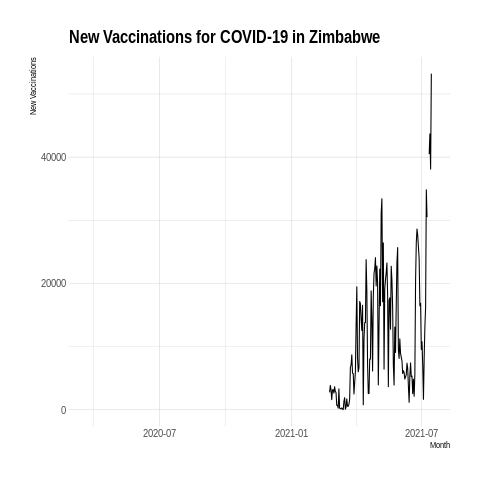 New Vaccinations for COVID-19 in Zimbabwe
New Vaccinations
40000
20000
0
2020-07
2021-01
2021-07
Month